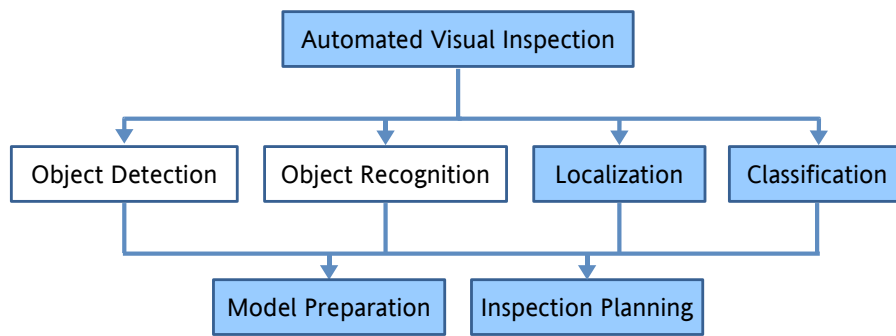 Automated Visual Inspection
Object Detection
Object Recognition
Localization
Classification
Model Preparation
Inspection Planning